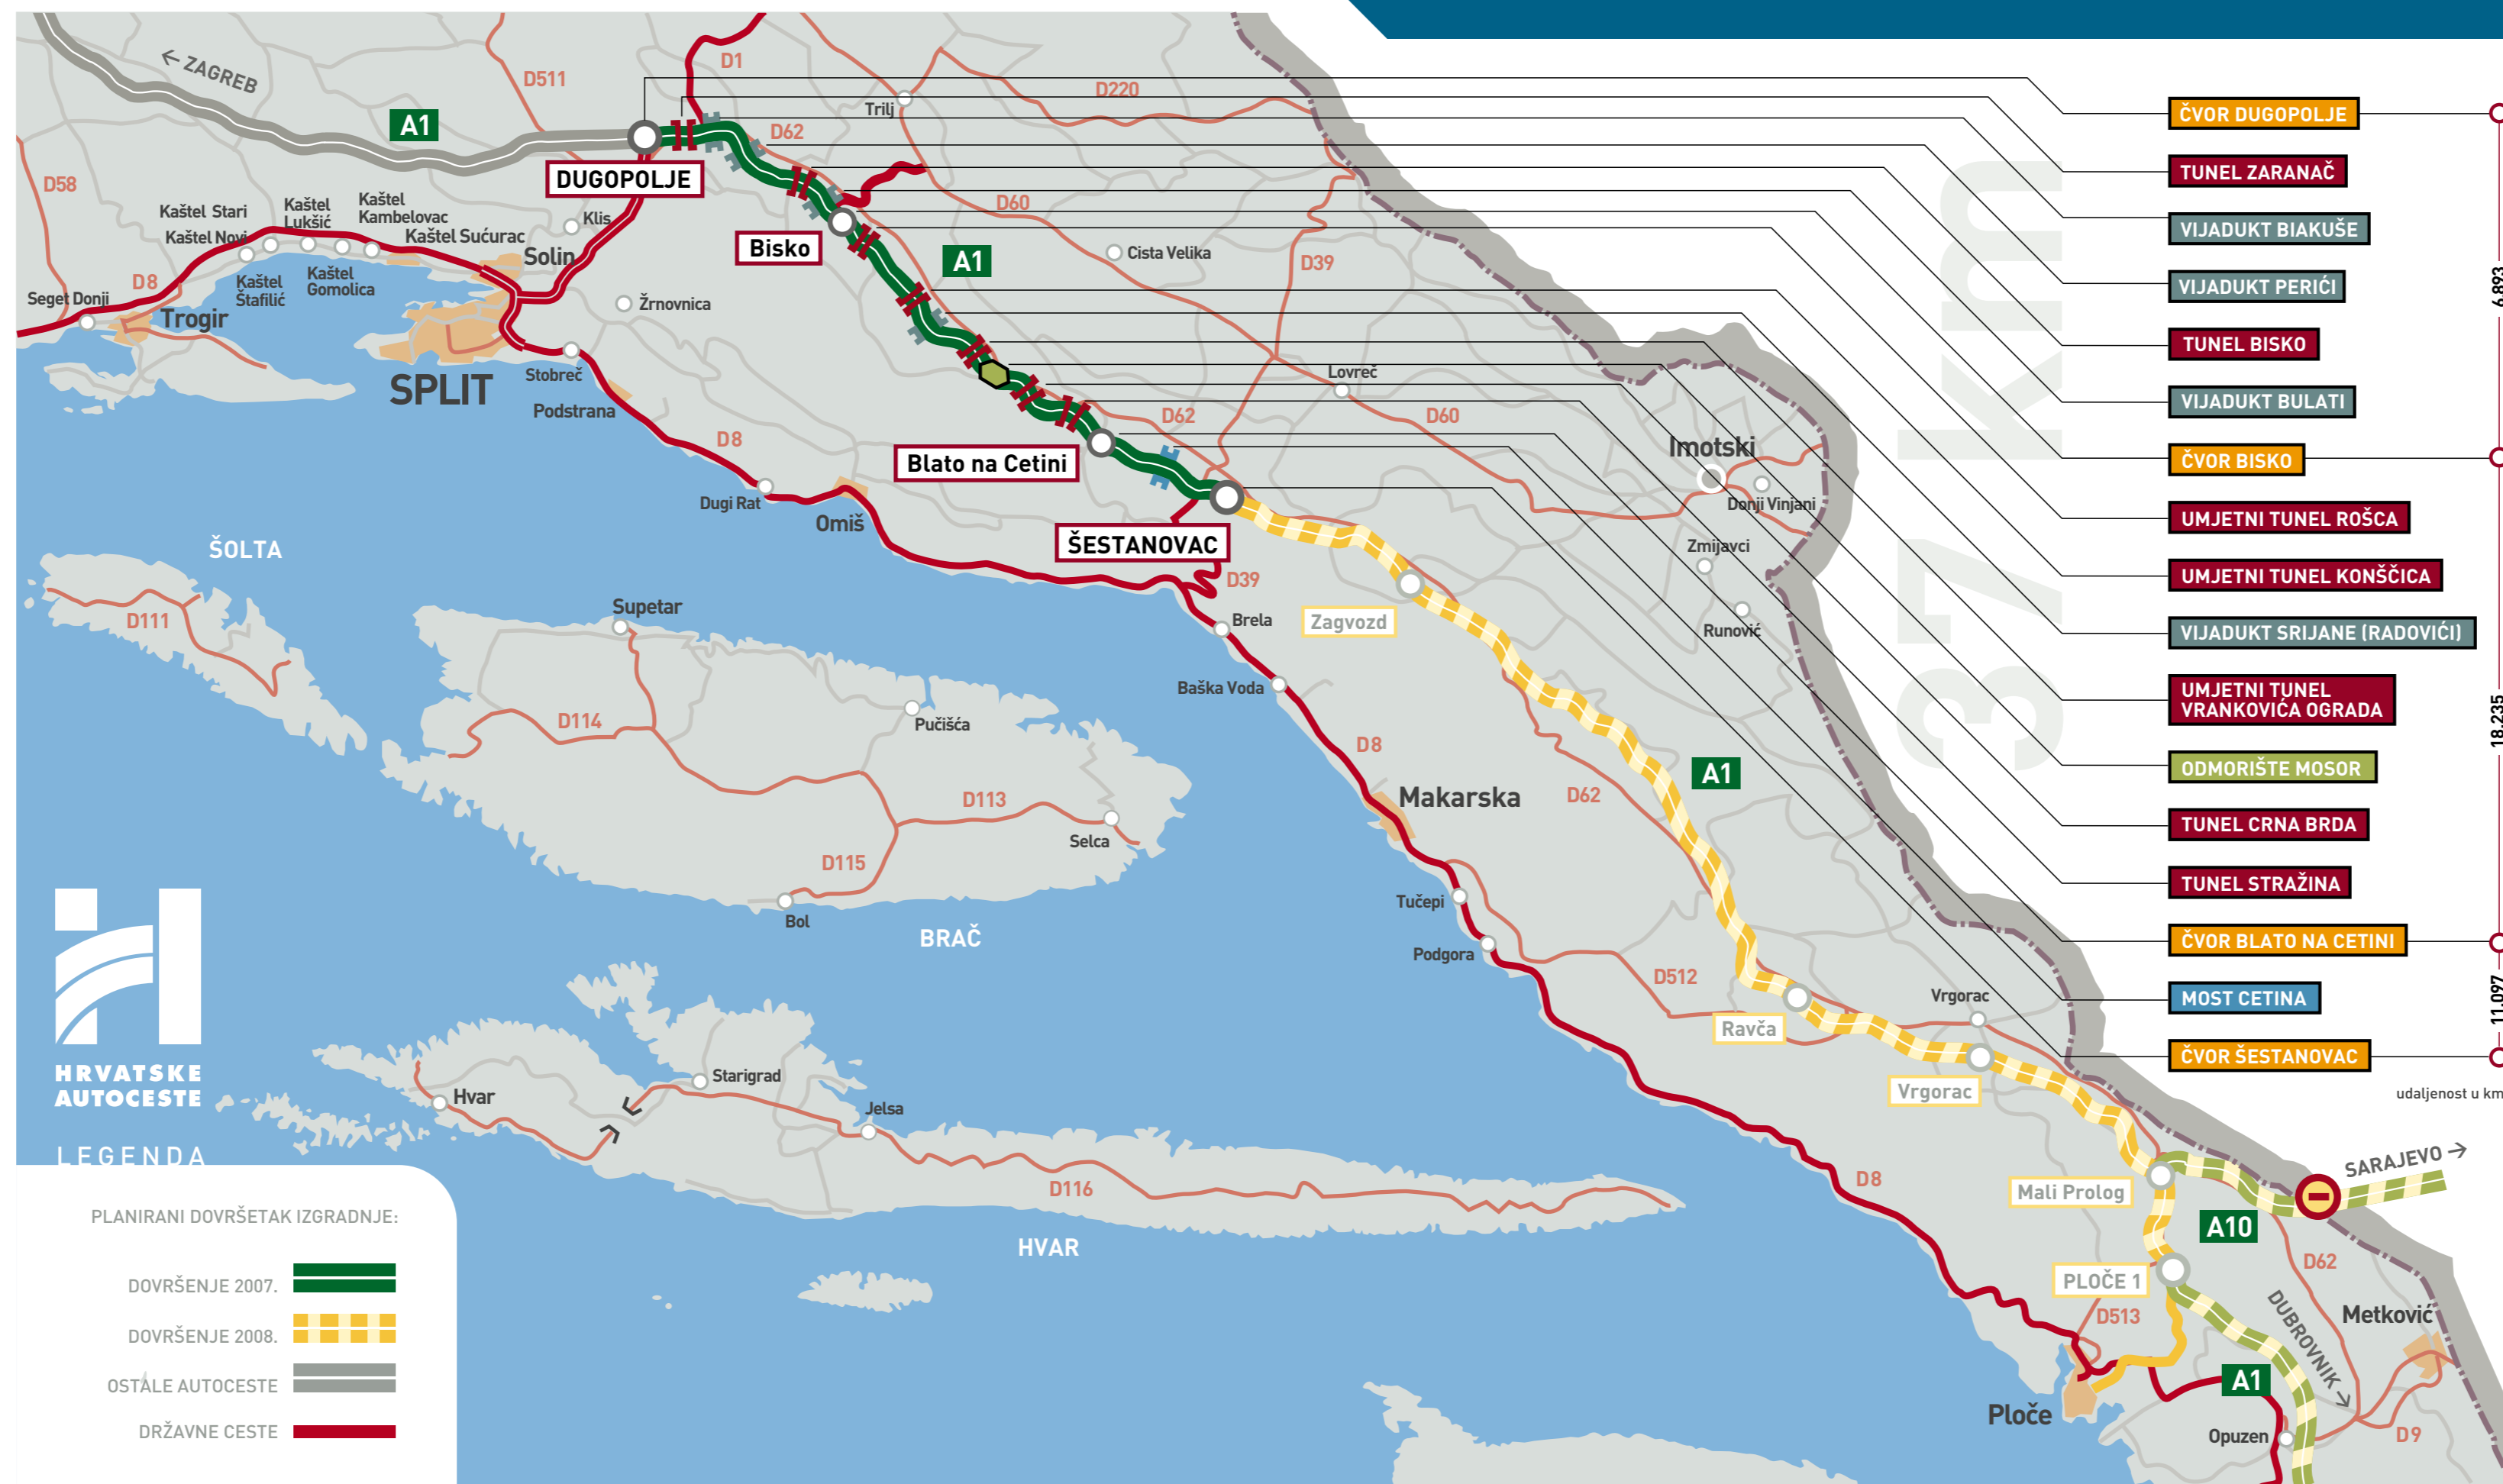 ← ZAGREB
A1
D511
D1
D220
Trilj
D62
D58
DUGOPOLJE
Kaštel Stari
Kaštel
Lukšić
Kaštel
Kambelovac
Kaštel Novi
Kaštel Sućurac
Klis
Solin
D60
Bisko
A1
Cista Velika
D39
Kaštel
Štafilić
Kaštel
Gomolica
D8
Seget Donji
Trogir
Žrnovnica
SPLIT
Stobreč
Podstrana
Lovreč
D62
D60
D8
Blato na Cetini
Imotski
Donji Vinjani
Dugi Rat
Omiš
ŠESTANOVAC
Zmijavci
ŠOLTA
D39
D111
Supetar
Brela
Zagvozd
Runović
Baška Voda
D114
Pučišća
D8
A1
D62
Makarska
D113
Selca
D115
Bol
BRAČ
Tučepi
Podgora
D512
Vrgorac
Ravča
Vrgorac
Starigrad
Hvar
Jelsa
D116
HVAR
D8
Mali Prolog
SARAJEVO →
A10
D62
PLOČE 1
D513
DUBROVNIK →
Metković
A1
Ploče
Opuzen
D9
37 km
ČVOR DUGOPOLJE
TUNEL ZARANAČ
VIJADUKT BIAKUŠE
VIJADUKT PERIĆI
TUNEL BISKO
VIJADUKT BULATI
ČVOR BISKO
UMJETNI TUNEL ROŠCA
UMJETNI TUNEL KONŠČICA
VIJADUKT SRIJANE (RADOVIĆI)
UMJETNI TUNEL
VRANKOVIĆA OGRADA
ODMORIŠTE MOSOR
TUNEL CRNA BRDA
TUNEL STRAŽINA
ČVOR BLATO NA CETINI
MOST CETINA
ČVOR ŠESTANOVAC
6.893
18.235
11.097
udaljenost u km
HRVATSKE
AUTOCESTE
LEGENDA
PLANIRANI DOVRŠETAK IZGRADNJE:
DOVRŠENJE 2007.
DOVRŠENJE 2008.
OSTALE AUTOCESTE
DRŽAVNE CESTE